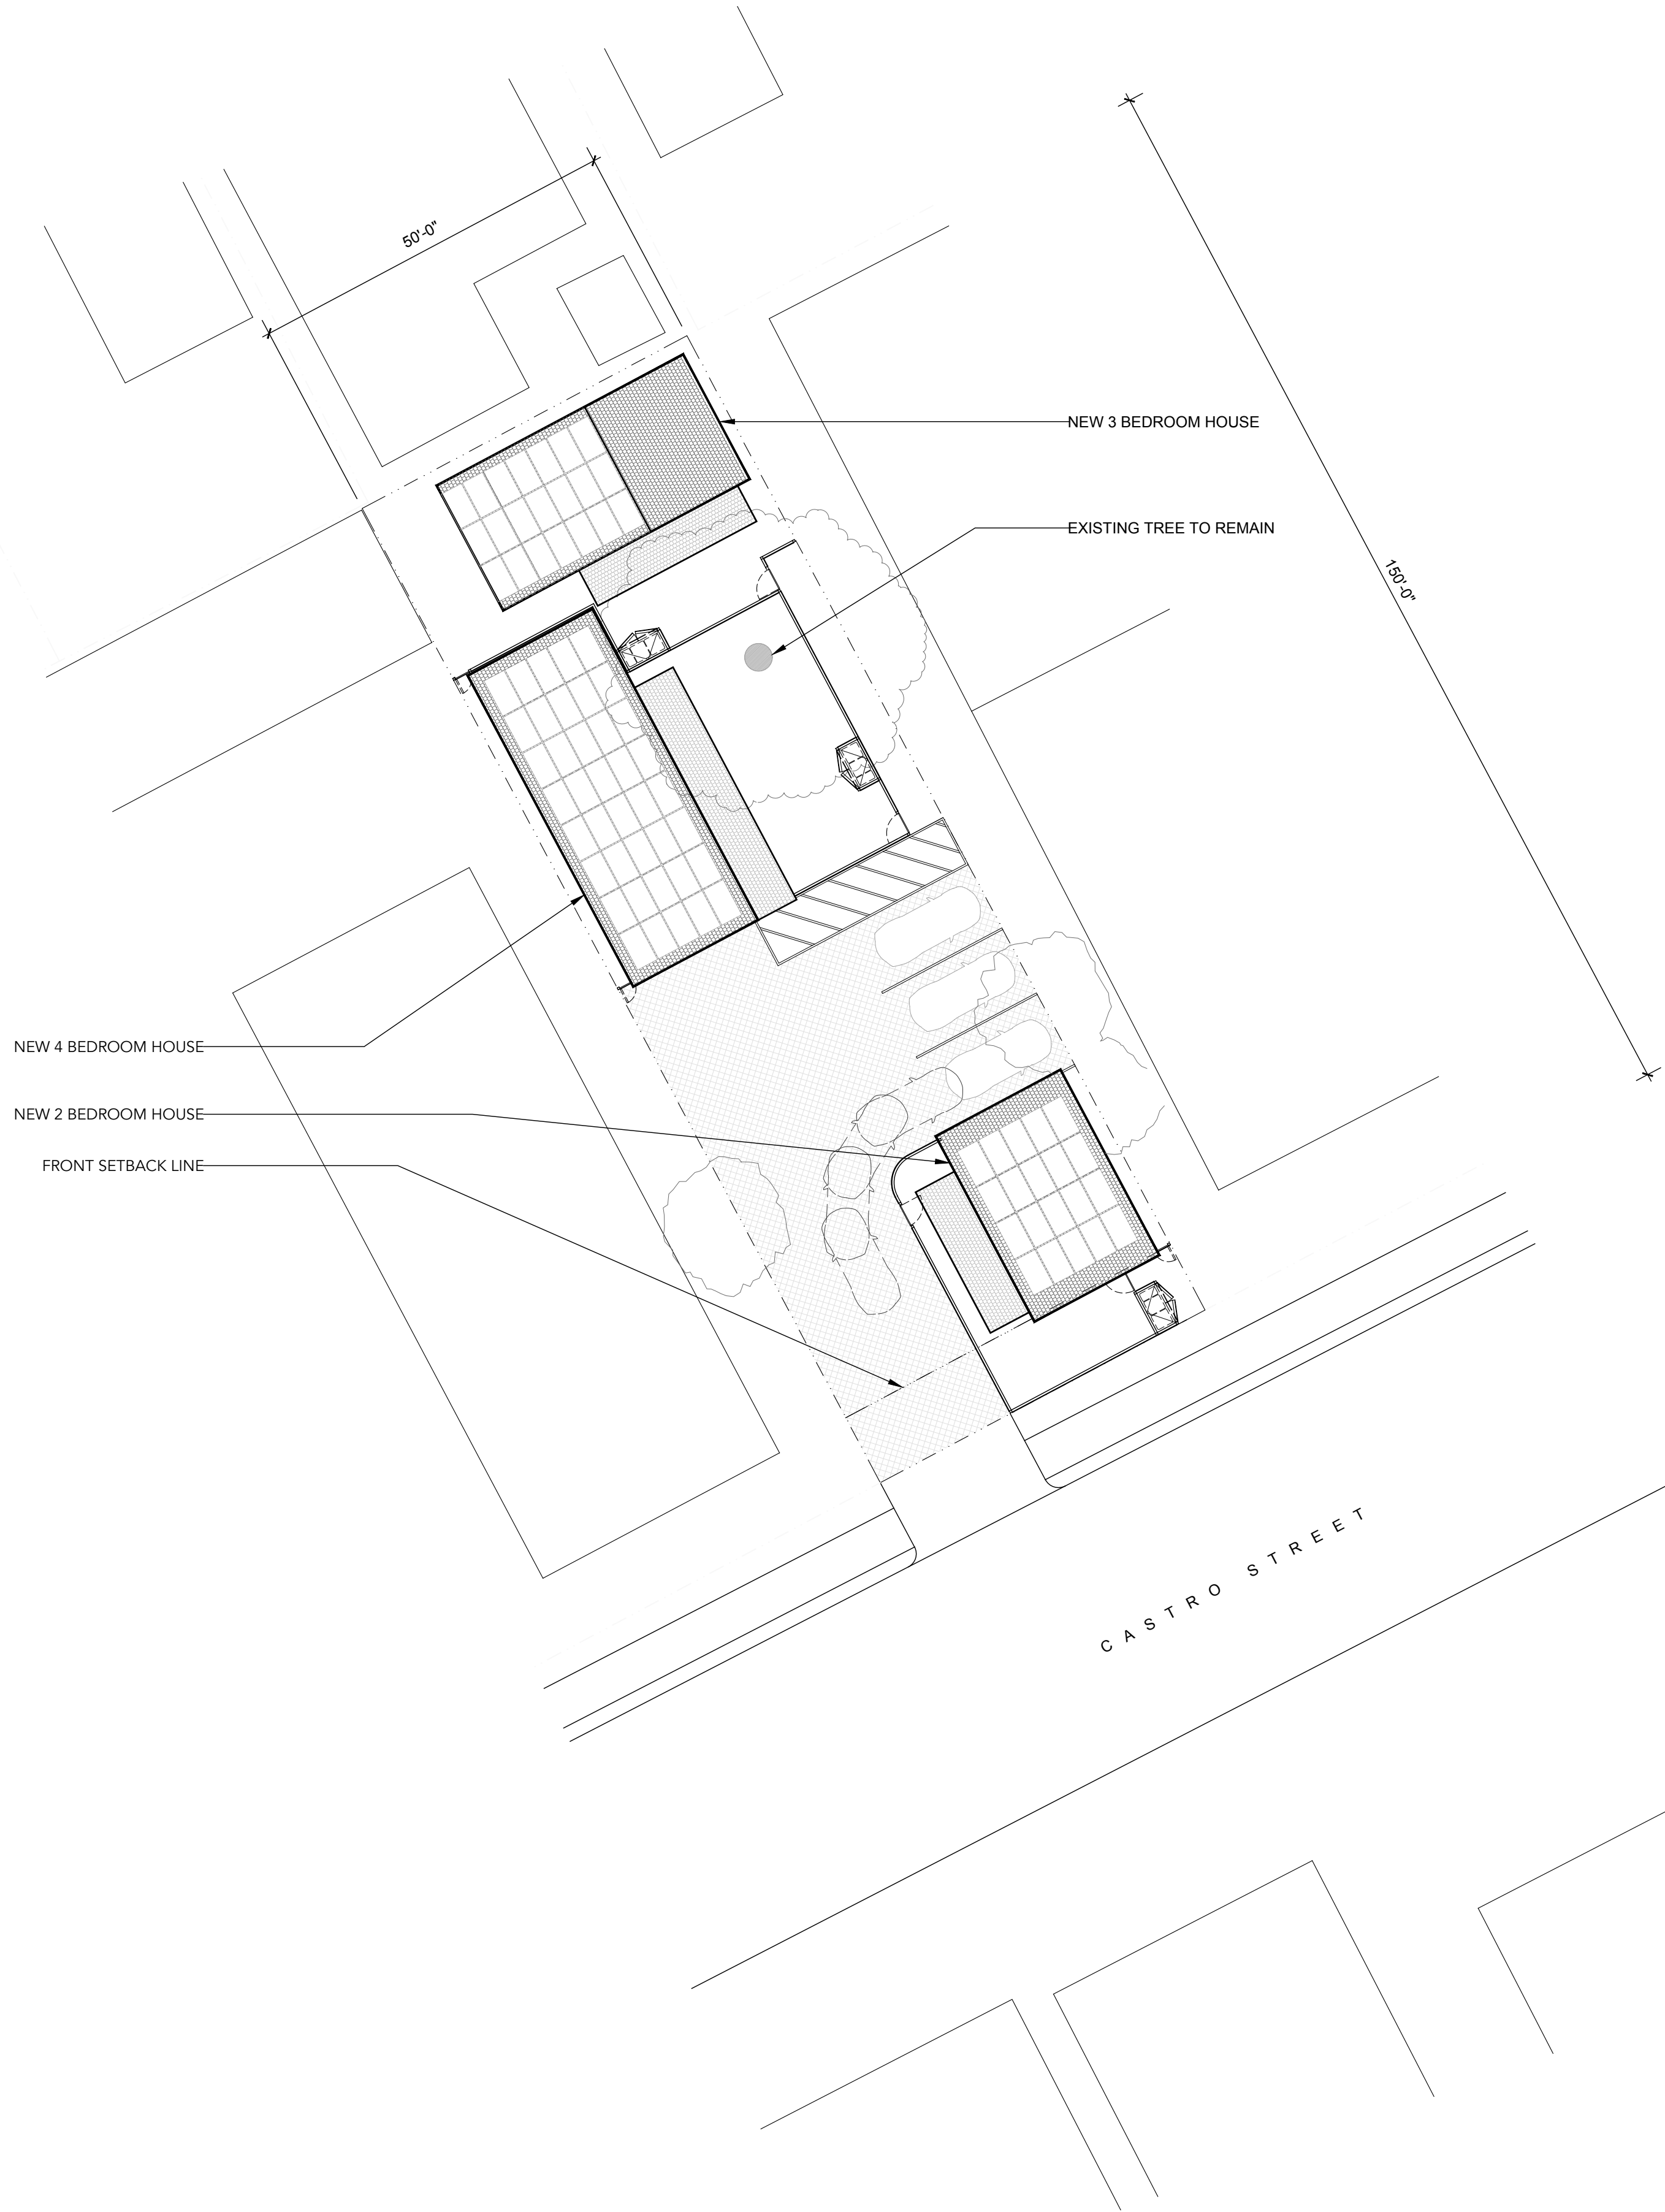 50'-0"
NEW 3 BEDROOM HOUSE
EXISTING TREE TO REMAIN
150'-0"
NEW 4 BEDROOM HOUSE
NEW 2 BEDROOM HOUSE
FRONT SETBACK LINE
CASTRO STREET